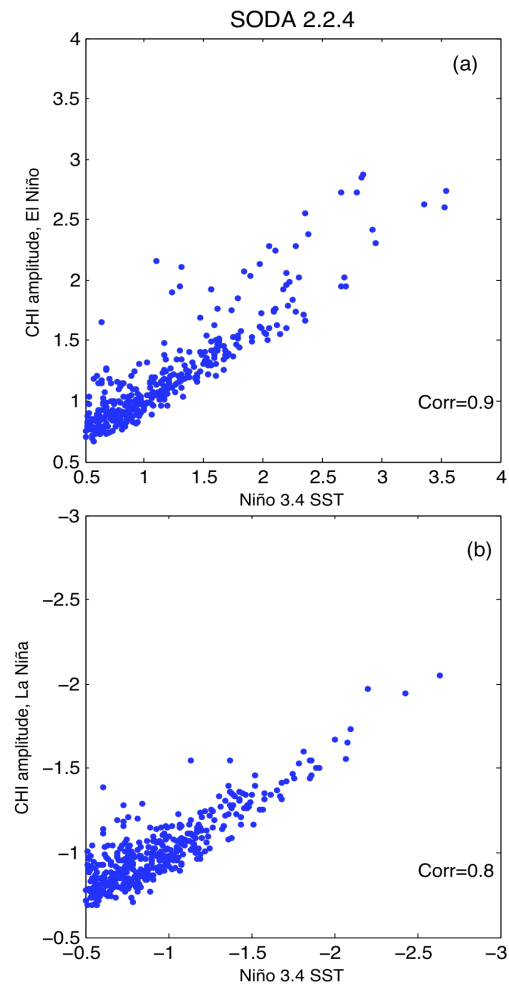 SODA 2.2.4
4
(a)
3.5
3
2.5
2
1.5
1
Corr=0.9
0.5
CHI amplitude, El Niño
0.5 1 1.5 2 2.5 3 3.5 4
Niño 3.4 SST
−3
(b)
−2.5
−2
−1.5
−1
Corr=0.8
−0.5
CHI amplitude, La Niña
−0.5 −1 −1.5 −2 −2.5 −3
Niño 3.4 SST